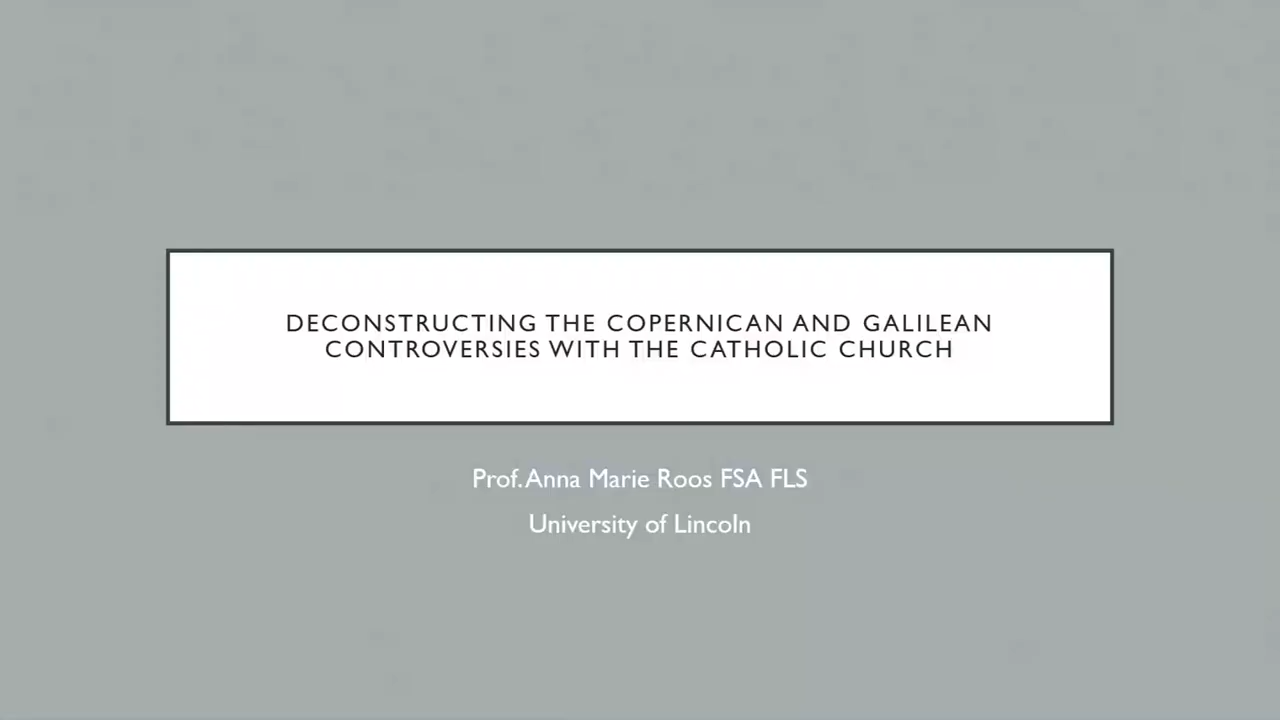 DECONSTRUCTING THE COPERNICAN AND GALILEAN
CONTROVERSIES WITH THE CATHOLIC CHURCH
Prof. Anna Marie Roos FSA FLS
University of Lincoln